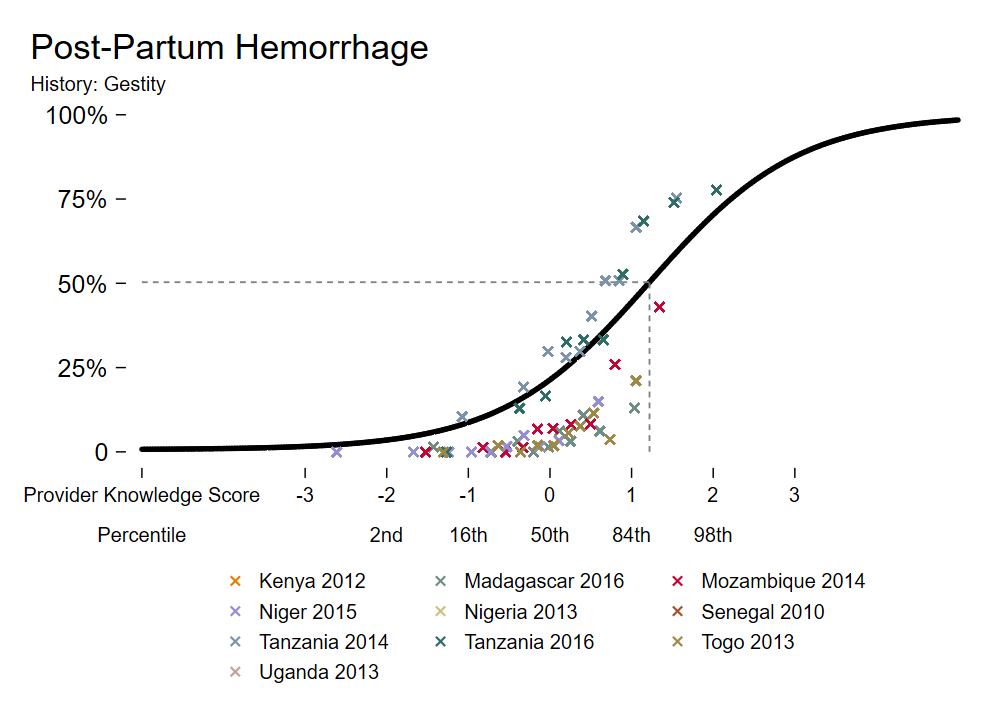 Post-Partum Hemorrhage
History: Gestity
100%
75%
50%
25%
0
Provider Knowledge Score -3 -2 -1 0 1 2 3
Percentile 2nd 16th 50th 84th 98th
Kenya 2012 Madagascar 2016 Mozambique 2014
Niger 2015 Nigeria 2013 Senegal 2010
Tanzania 2014 Tanzania 2016 Togo 2013
Uganda 2013